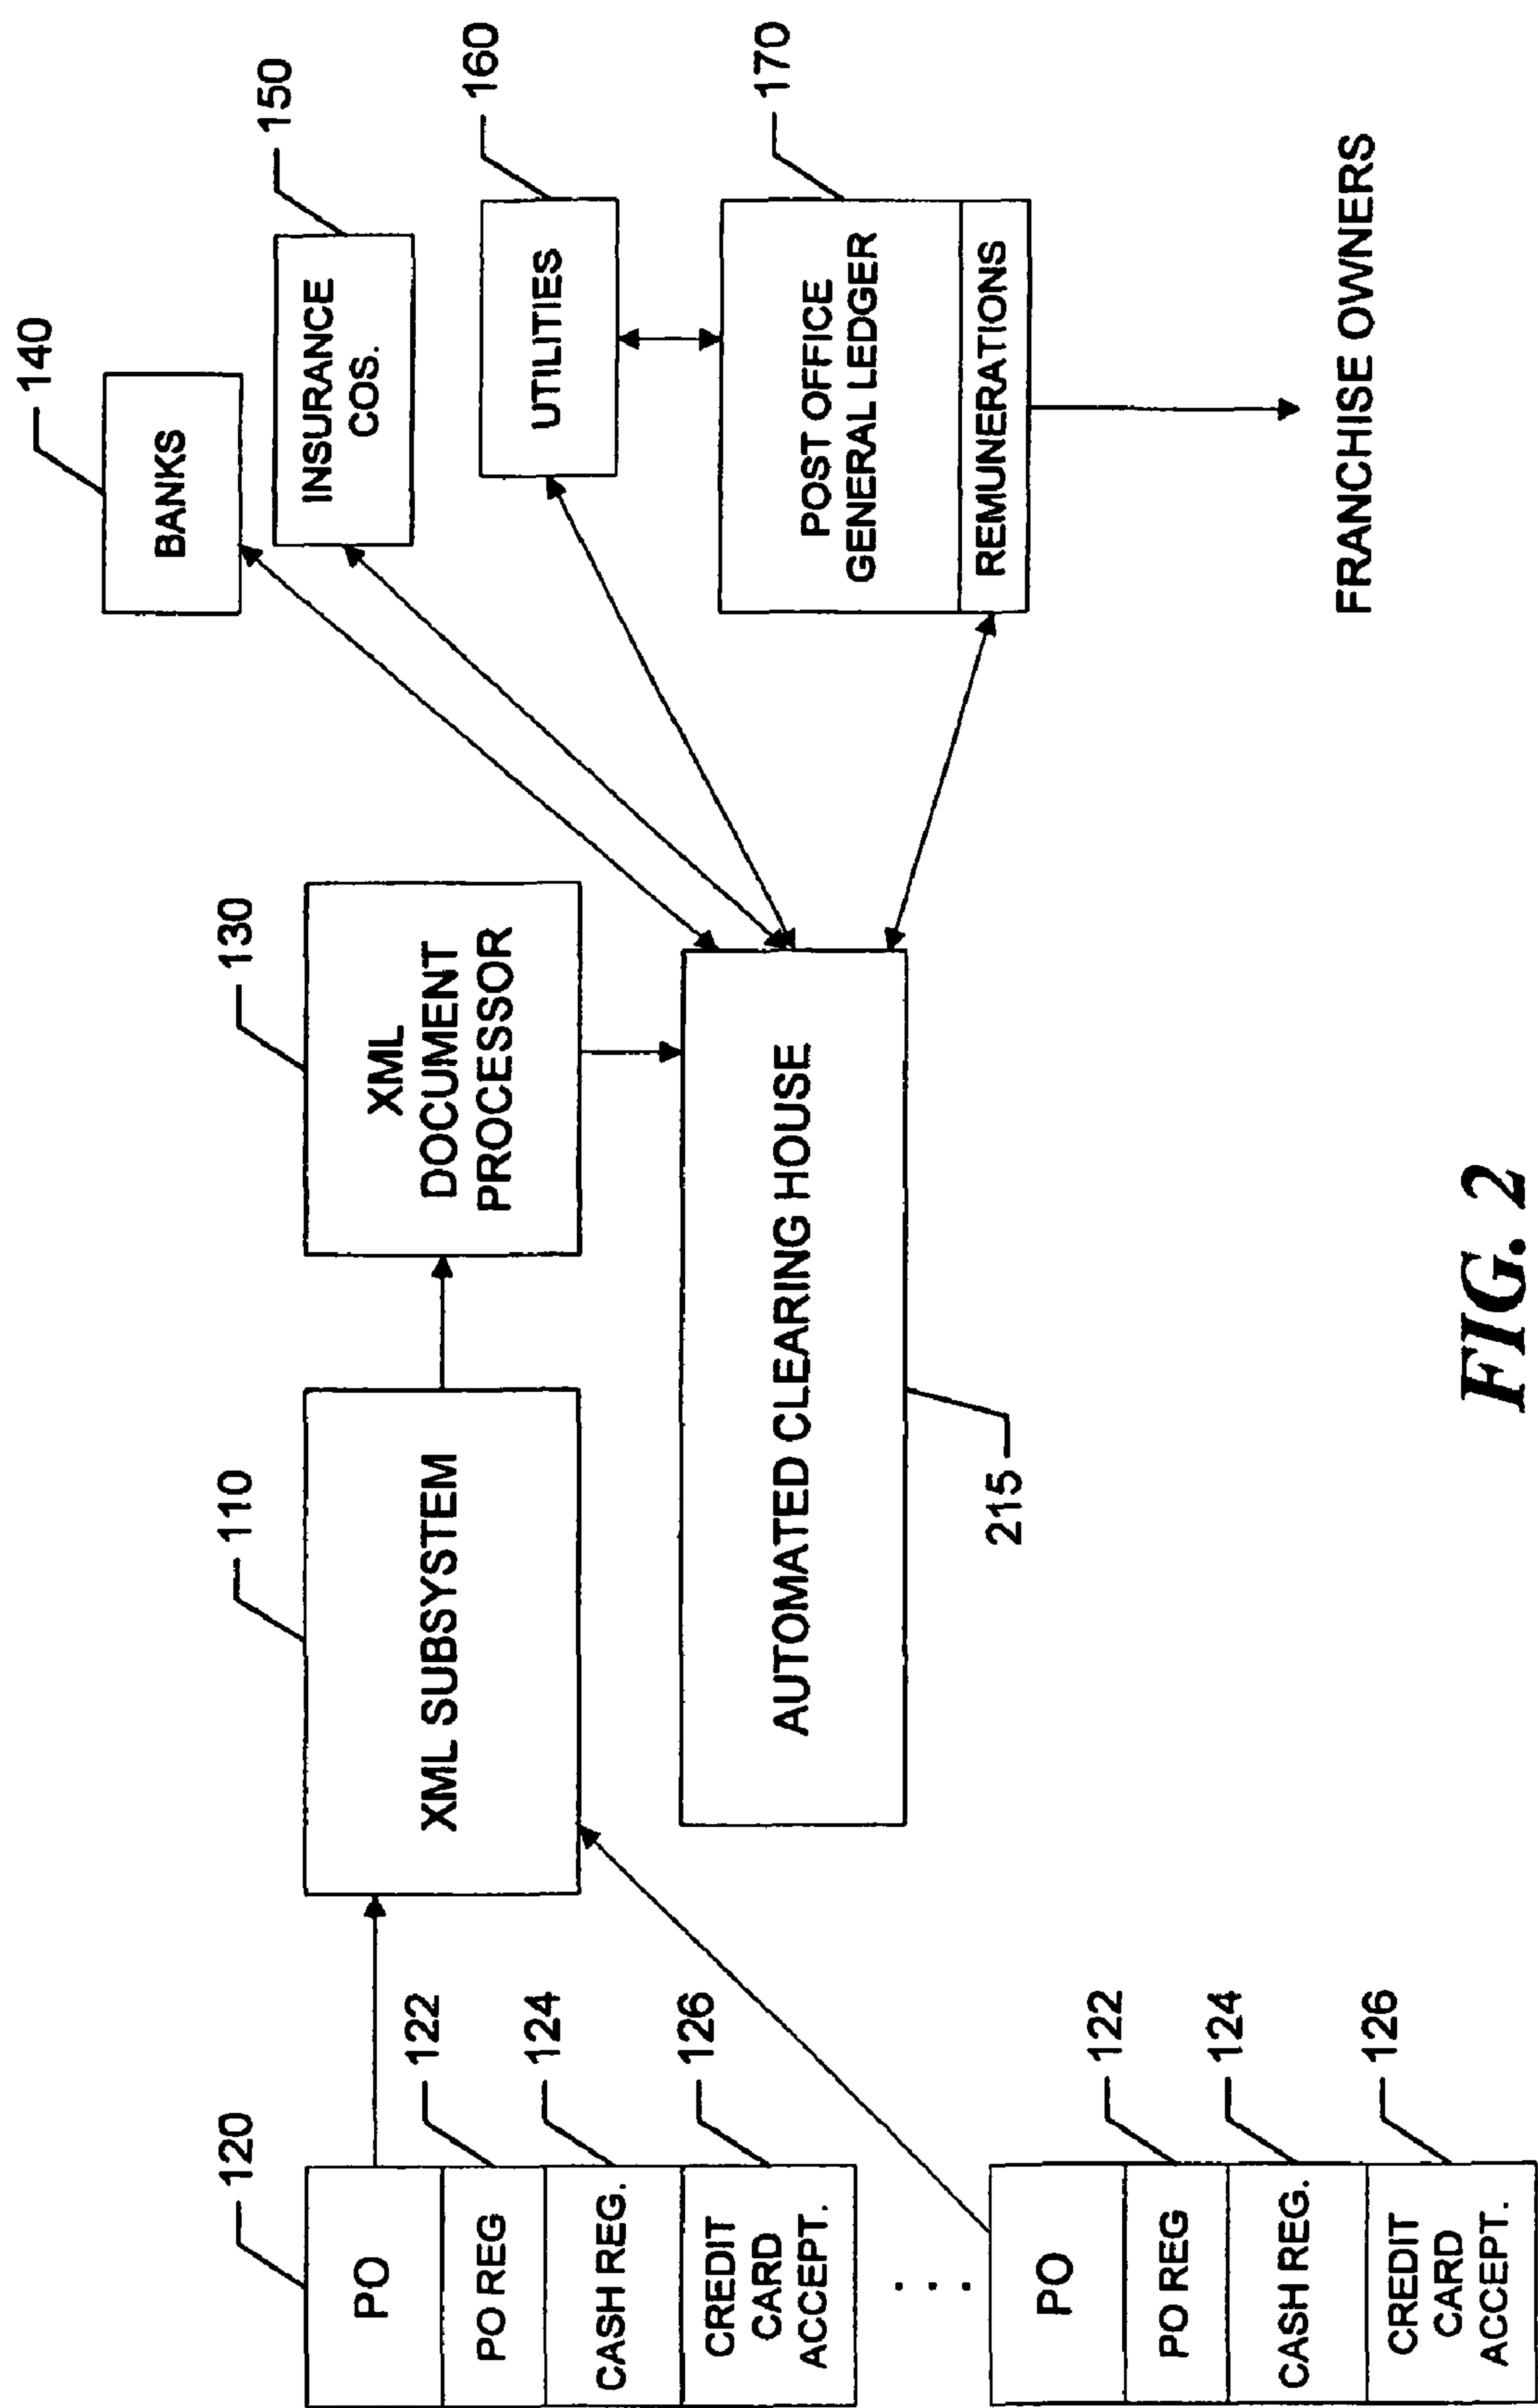 120
PO
122
PO REG
124
CASH REG.
126
CREDIT
CARD
ACCEPT.
. . .
PO
122
PO REG
124
CASH REG.
126
CREDIT
CARD
ACCEPT.
110
XML SUBSYSTEM
130
XML
DOCUMENT
PROCESSOR
AUTOMATED CLEARING HOUSE
215
140
BANKS
150
INSURANCE
COS.
160
UTILITIES
170
POST OFFICE
GENERAL LEDGER
REMUNERATIONS
FRANCHISE OWNERS
FIG. 2